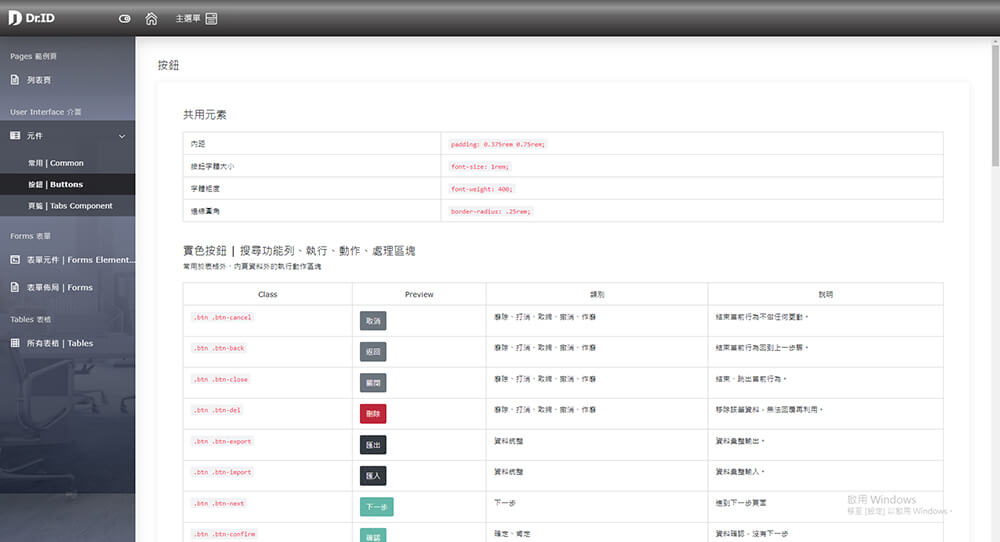 Dr.ID
主選單
Pages 範例頁
列表頁
User Interface 介面
元件
常用 | Common
按鈕 | Buttons
頁籤 | Tabs Component
Forms 表單
表單元件 | Forms Element...
表單佈局 | Forms
Tables 表格
所有表格 | Tables
按鈕
共用元素
內距 padding: 0.375rem 0.75rem;
按鈕字體大小 font-size: 1rem;
字體粗度 font-weight: 400;
邊線圓角 border-radius: .25rem;
實色按鈕 | 搜尋功能列、執行、動作、處理區塊
常用於表格外、內頁資料外的執行動作區塊
Class Preview 類別 說明
.btn .btn-cancel 取消 廢除、打消、取締、撤消、作廢 結束當前行為不做任何更動。
.btn .btn-back 返回 廢除、打消、取締、撤消、作廢 結束當前行為回到上一步驟。
.btn .btn-close 關閉 廢除、打消、取締、撤消、作廢 結束、跳出當前行為。
.btn .btn-del 刪除 廢除、打消、取締、撤消、作廢 移除該筆資料，無法回覆再利用。
.btn .btn-export 匯出 資料統整 資料彙整輸出。
.btn .btn-import 匯入 資料統整 資料彙整輸入。
.btn .btn-next 下一步 下一步 進到下一步頁面
.btn .btn-confirm 確認 確定、肯定 資料確認，沒有下一步
啟用 Windows
移至 [設定] 以啟用 Windows。